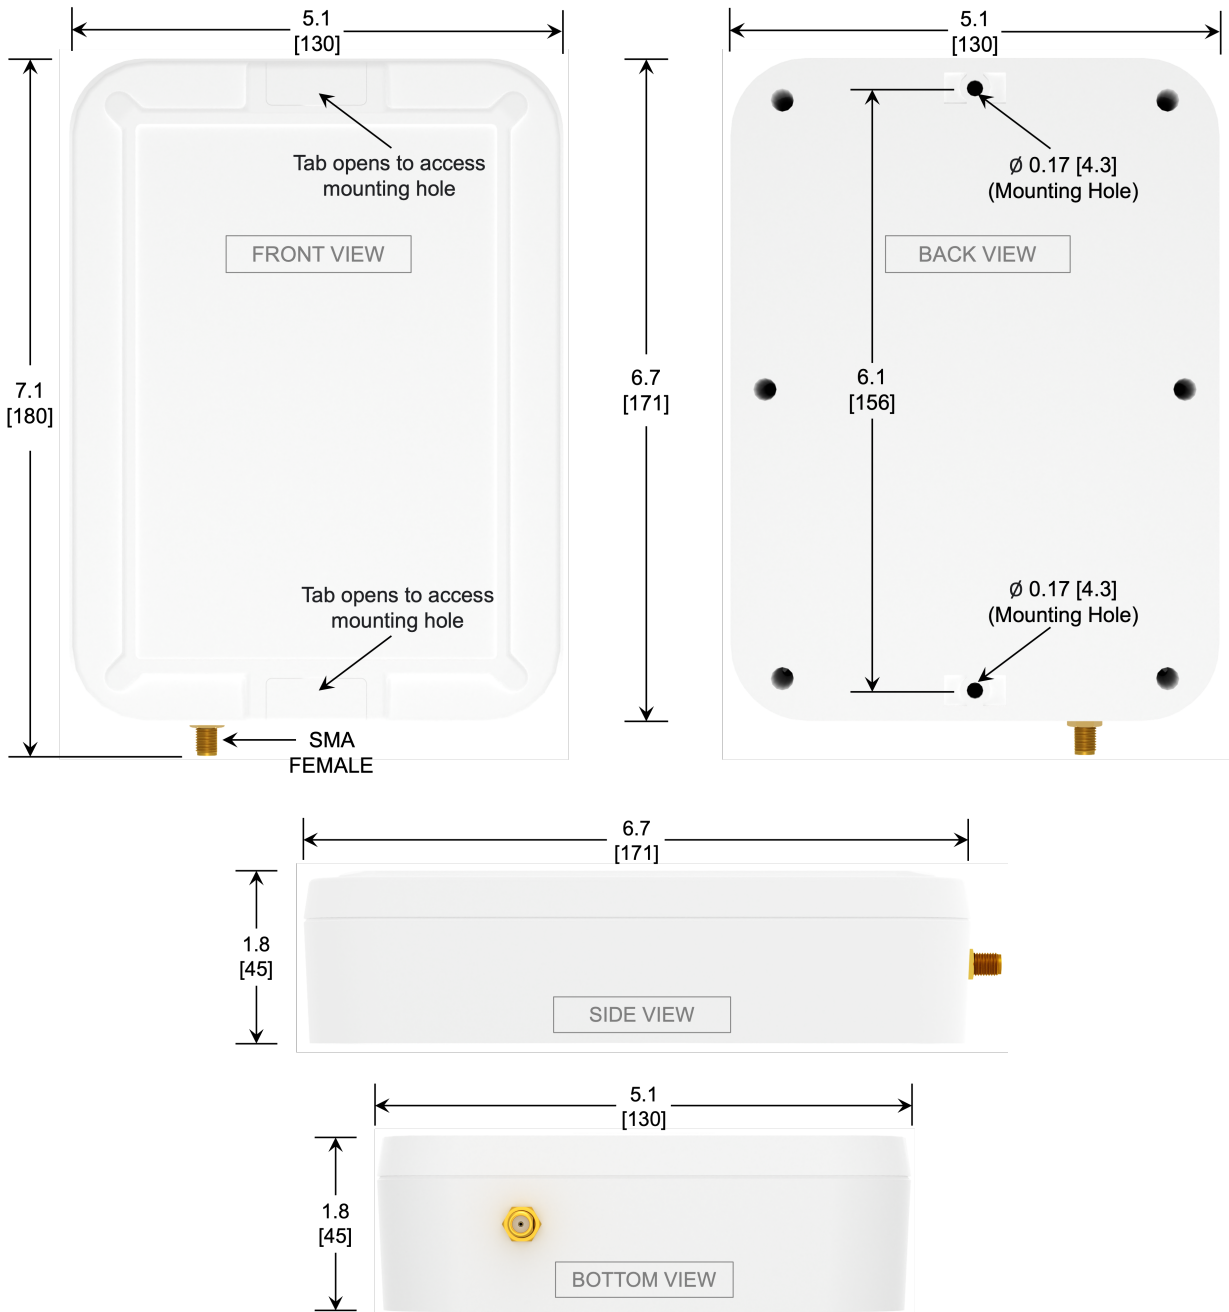 5.1
[130]
Tab opens to access
mounting hole
FRONT VIEW
7.1
[180]
Tab opens to access
mounting hole
SMA
FEMALE
5.1
[130]
Ø 0.17 [4.3]
(Mounting Hole)
BACK VIEW
6.7
[171]
6.1
[156]
Ø 0.17 [4.3]
(Mounting Hole)
6.7
[171]
1.8
[45]
SIDE VIEW
5.1
[130]
1.8
[45]
BOTTOM VIEW